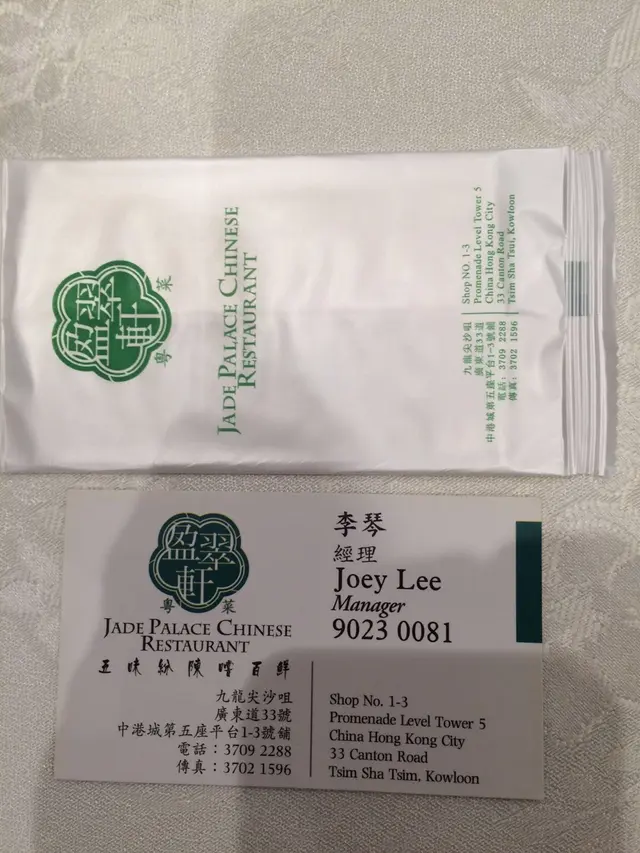 盈翠軒
粵菜
JADE PALACE CHINESE
RESTAURANT
九龍尖沙咀
廣東道33道
中港城第五座平台1-3號鋪
電話：3709 2288
傳真：3702 1596
Shop NO. 1-3
Promenade Level Tower 5
China Hong Kong City
33 Canton Road
Tsim Sha Tsui, Kowloon
盈翠軒
粵菜
JADE PALACE CHINESE
RESTAURANT
五味紛陳嚐百鮮
九龍尖沙咀
廣東道33號
中港城第五座平台1-3號鋪
電話：3709 2288
傳真：3702 1596
李琴
經理
Joey Lee
Manager
9023 0081
Shop No. 1-3
Promenade Level Tower 5
China Hong Kong City
33 Canton Road
Tsim Sha Tsim. Kowloon